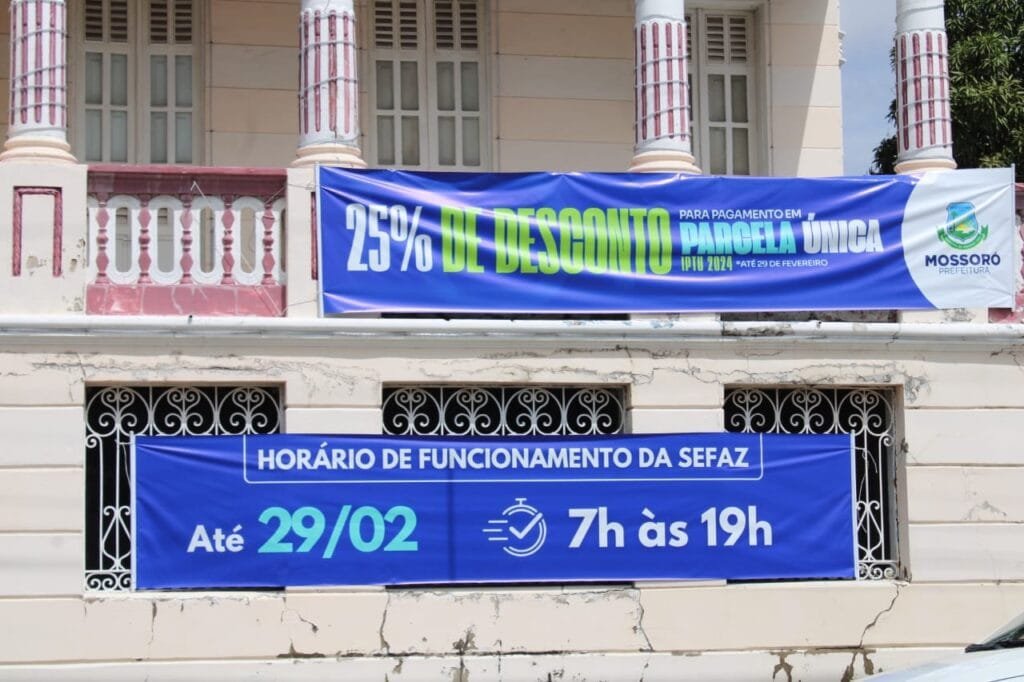 25% DE DESCONTO PARA PAGAMENTO EM
PARCELA ÚNICA
IPTU 2024 *ATÉ 29 DE FEVEREIRO
MOSSORÓ
PREFEITURA
HORÁRIO DE FUNCIONAMENTO DA SEFAZ
Até 29/02 7h às 19h